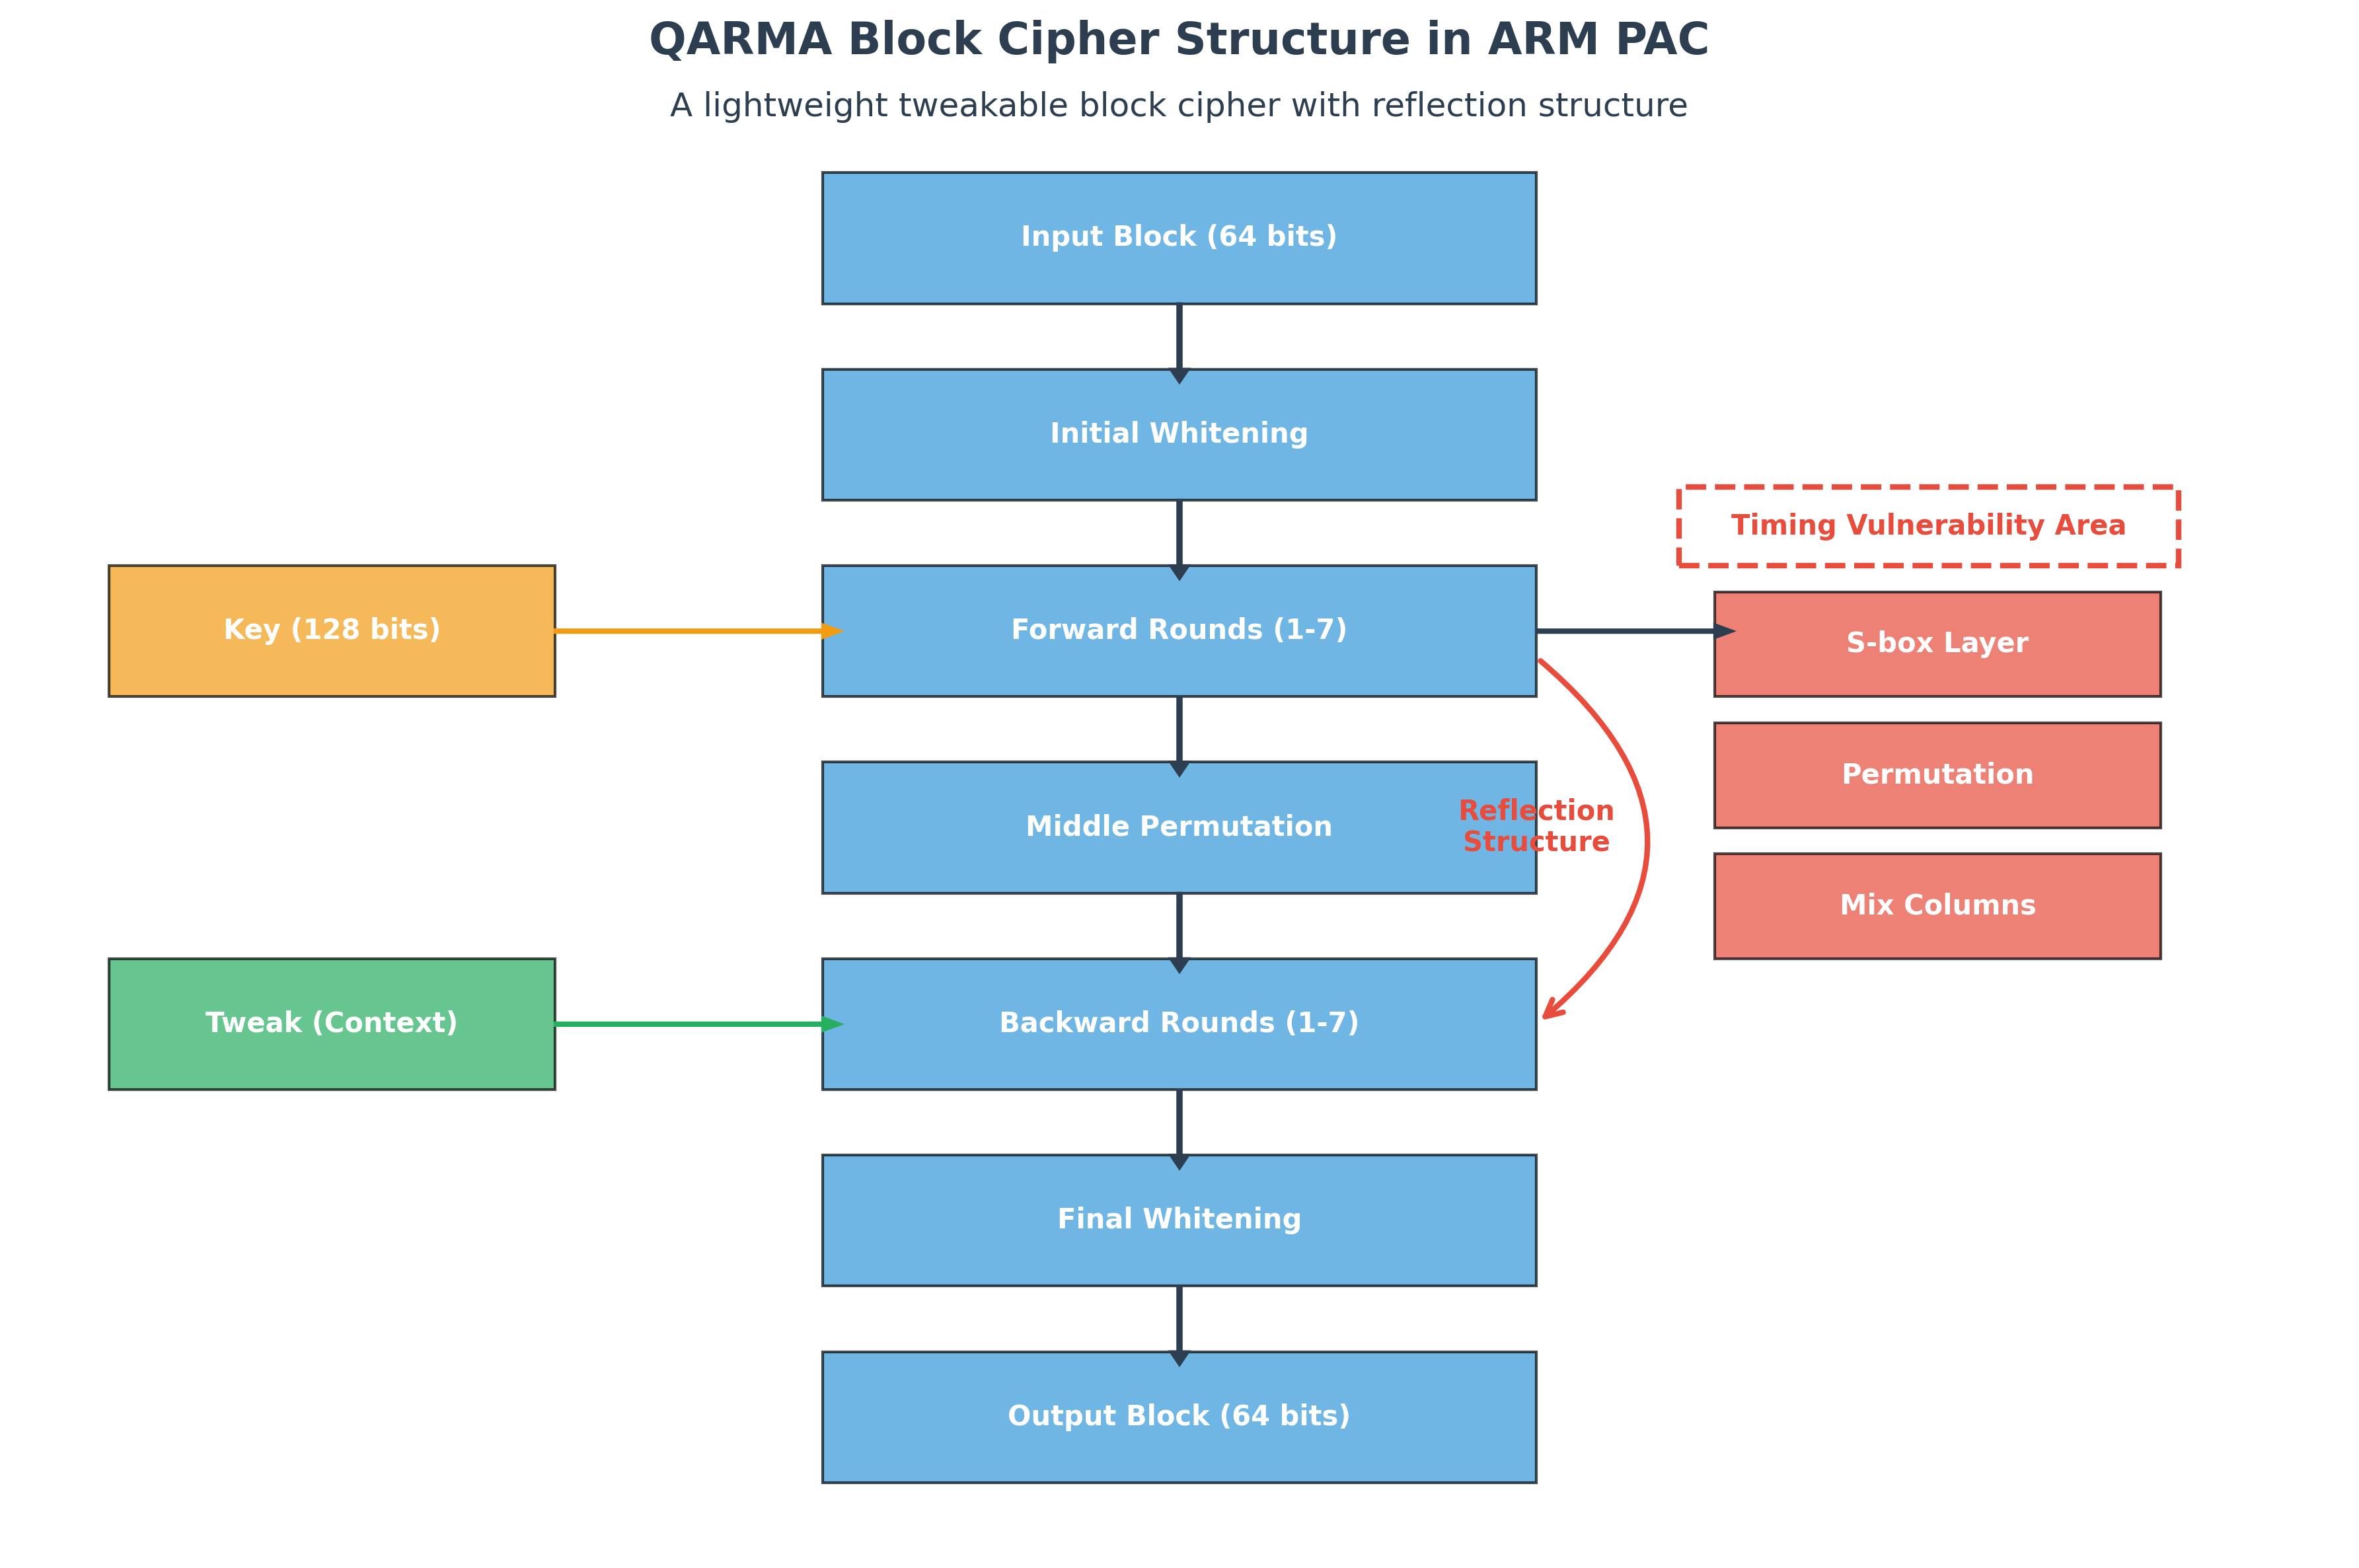 QARMA Block Cipher Structure in ARM PAC
A lightweight tweakable block cipher with reflection structure
Input Block (64 bits)
Initial Whitening
Timing Vulnerability Area
Key (128 bits)
Forward Rounds (1-7)
S-box Layer
Permutation
Middle Permutation
Reflection
Structure
Mix Columns
Tweak (Context)
Backward Rounds (1-7)
Final Whitening
Output Block (64 bits)